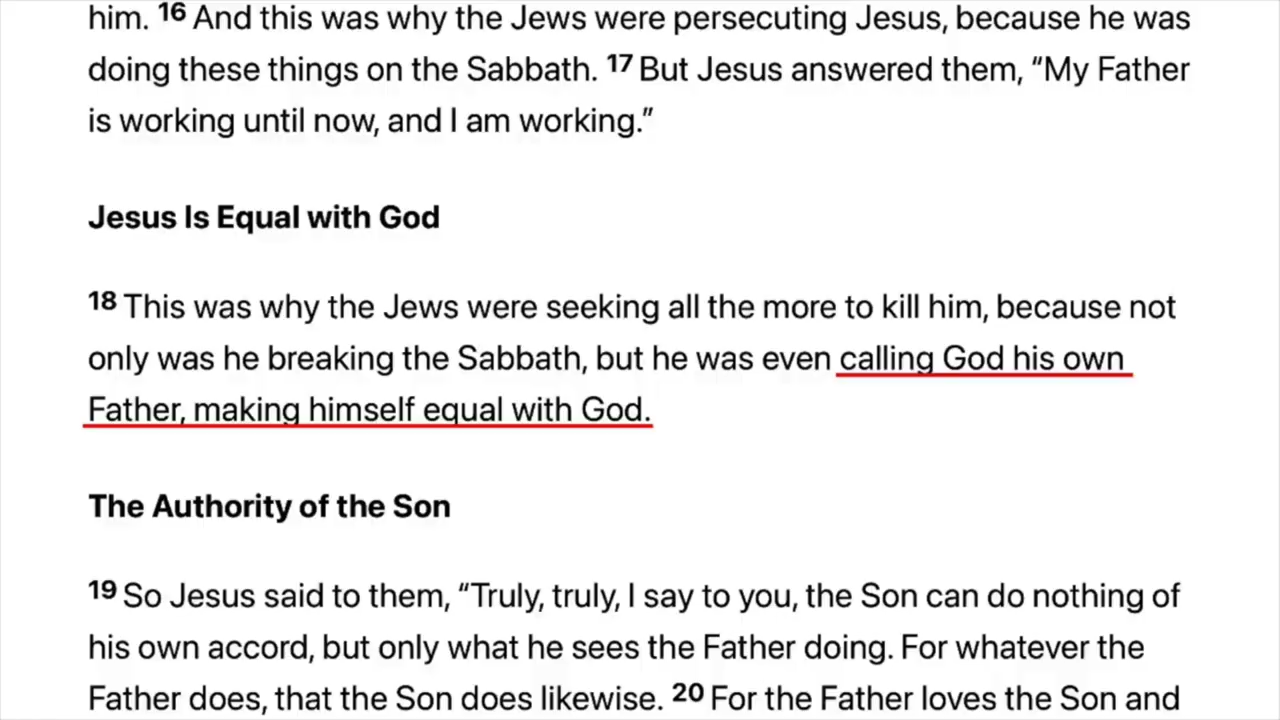 him. 16 And this was why the Jews were persecuting Jesus, because he was
doing these things on the Sabbath. 17 But Jesus answered them, “My Father
is working until now, and I am working.”
Jesus Is Equal with God
18 This was why the Jews were seeking all the more to kill him, because not
only was he breaking the Sabbath, but he was even calling God his own
Father, making himself equal with God.
The Authority of the Son
19 So Jesus said to them, “Truly, truly, I say to you, the Son can do nothing of
his own accord, but only what he sees the Father doing. For whatever the
Father does, that the Son does likewise. 20 For the Father loves the Son and